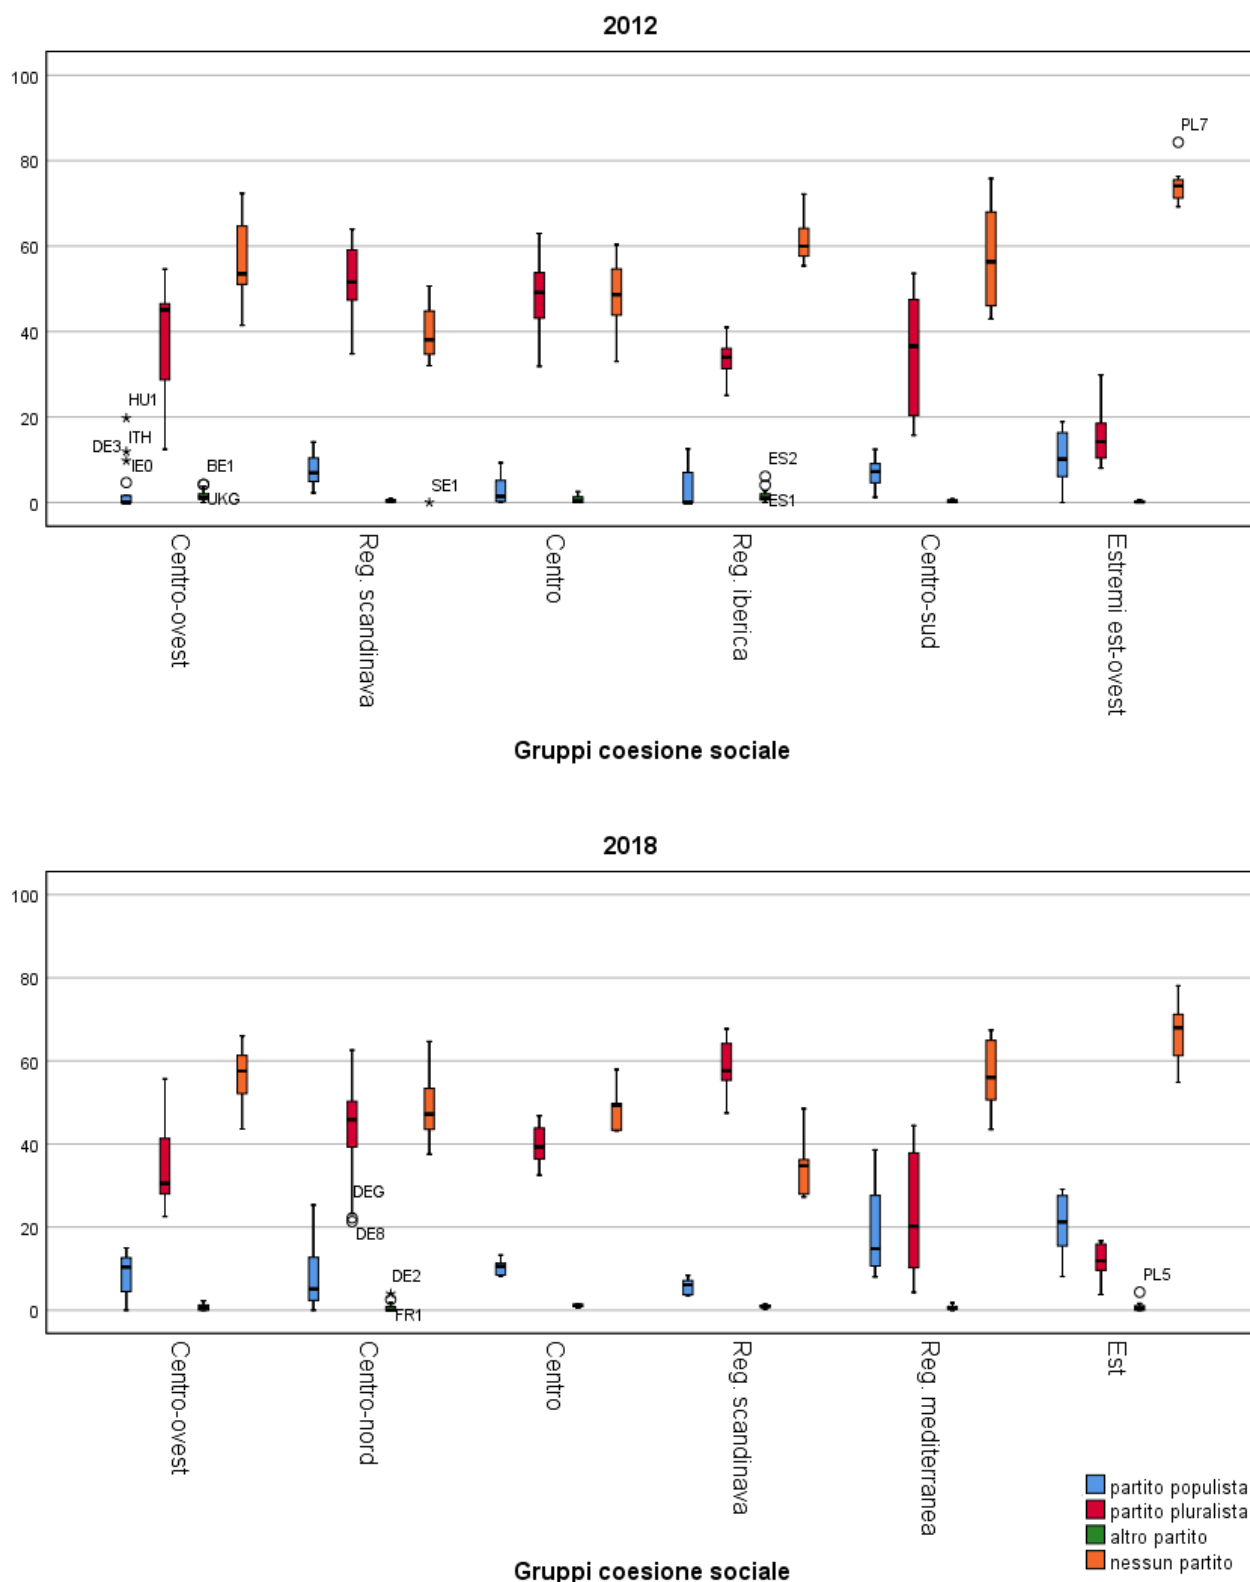 2012
100
80
60
40
20
0
PL7
HU1
ITH
DE3
IE0
BE1
UKG
SE1
ES2
ES1
Centro-ovest
Reg. scandinava
Centro
Reg. iberica
Centro-sud
Estremi est-ovest
Gruppi coesione sociale
2018
100
80
60
40
20
0
DEG
DE8
DE2
FR1
PL5
Centro-ovest
Centro-nord
Centro
Reg. scandinava
Reg. mediterranea
Est
partito populista
partito pluralista
altro partito
nessun partito
Gruppi coesione sociale